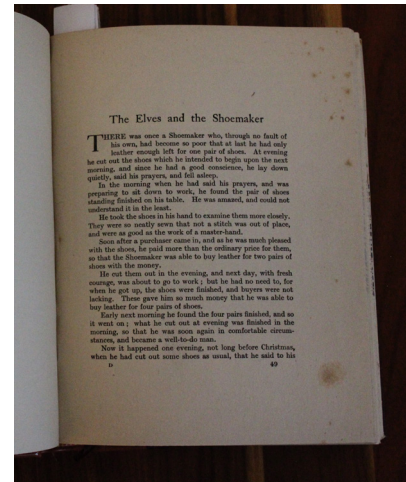 The Elves and the Shoemaker
THERE was once a Shoemaker who, through no fault of
his own, had become so poor that at last he had only
leather enough left for one pair of shoes. At evening
he cut out the shoes which he intended to begin upon the next
morning, and since he had a good conscience, he lay down
quietly, said his prayers, and fell asleep.
In the morning when he had said his prayers, and was
preparing to sit down to work, he found the pair of shoes
standing finished on his table. He was amazed, and could not
understand it in the least.
He took the shoes in his hand to examine them more closely.
They were so neatly sewn that not a stitch was out of place,
and were as good as the work of a master-hand.
Soon after a purchaser came in, and as he was much pleased
with the shoes, he paid more than the ordinary price for them,
so that the Shoemaker was able to buy leather for two pairs of
shoes with the money.
He cut them out in the evening, and next day, with fresh
courage, was about to go to work; but he had no need to, for
when he got up, the shoes were finished, and buyers were not
lacking. These gave him so much money that he was able to
buy leather for four pairs of shoes.
Early next morning he found the four pairs finished, and so
it went on; what he cut out at evening was finished in the
morning, so that he was soon again in comfortable circum-
stances, and became a well-to-do man.
Now it happened one evening, not long before Christmas,
when he had cut out some shoes as usual, that he said to his
D 49